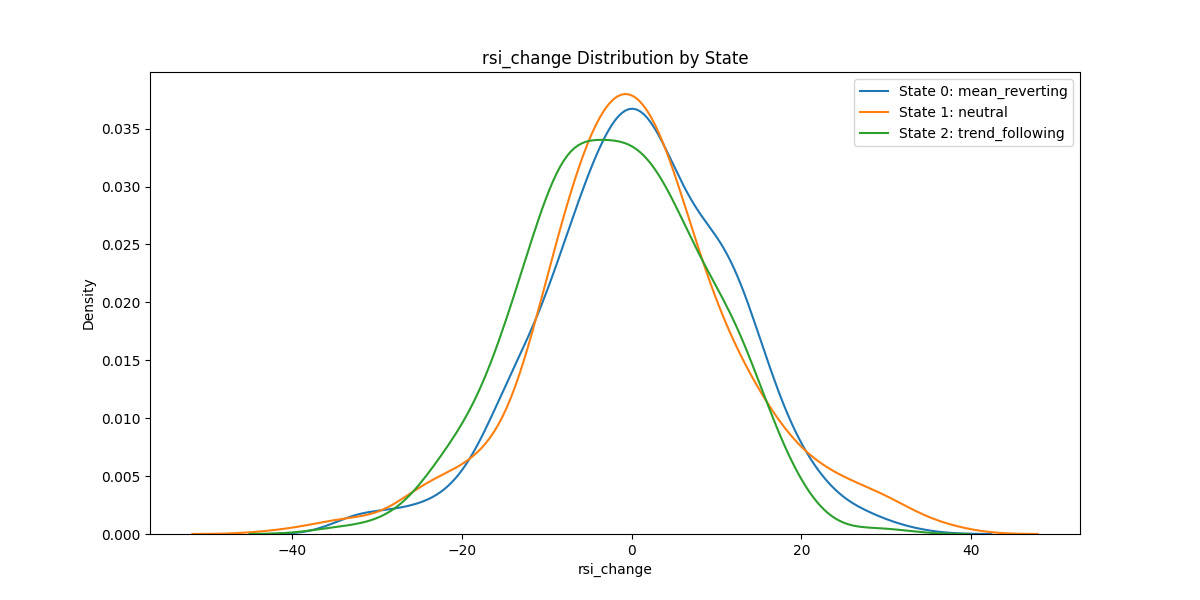 rsi_change Distribution by State
State 0: mean_reverting
State 1: neutral
State 2: trend_following
Density
0.035
0.030
0.025
0.020
0.015
0.010
0.005
0.000
−40
−20
0
20
40
rsi_change